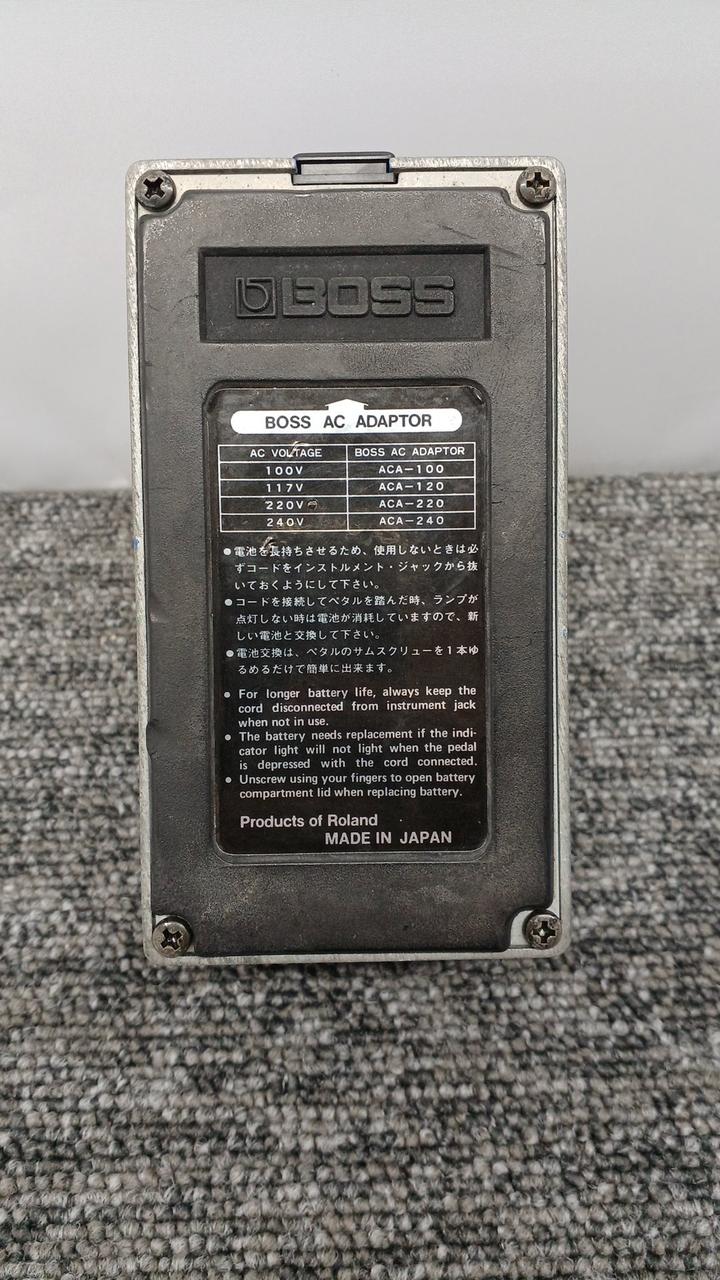 BOSS
BOSS AC ADAPTOR
AC VOLTAGE BOSS AC ADAPTOR
100V ACA-100
117V ACA-120
220V ACA-220
240V ACA-240
●電池を長持ちさせるため、使用しないときは必
ずコードをインストルメント・ジャックから抜
いておくようにして下さい。
●コードを接続してペタルを踏んだ時、ランプが
点灯しない時は電池が消耗していますので、新
しい電池と交換して下さい。
●電池交換は、ペタルのサムスクリューを1本ゆ
るめるだけで簡単に出来ます。
● For longer battery life, always keep the
cord disconnected from instrument jack
when not in use.
● The battery needs replacement if the indi-
cator light will not light when the pedal
is depressed with the cord connected.
● Unscrew using your fingers to open battery
compartment lid when replacing battery.
Products of Roland
MADE IN JAPAN